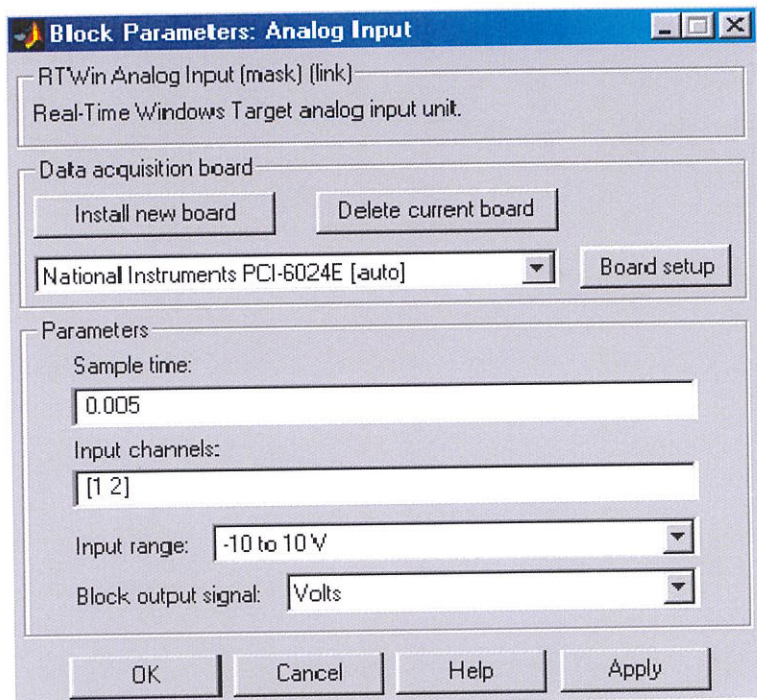 Block Parameters: Analog Input
RTWin Analog Input (mask) (link)
Real-Time Windows Target analog input unit.
Data acquisition board
Install new board
Delete current board
National Instruments PCI-6024E [auto]
Board setup
Parameters
Sample time:
0.005
Input channels:
[1 2]
Input range: -10 to 10 V
Block output signal: Volts
OK Cancel Help Apply